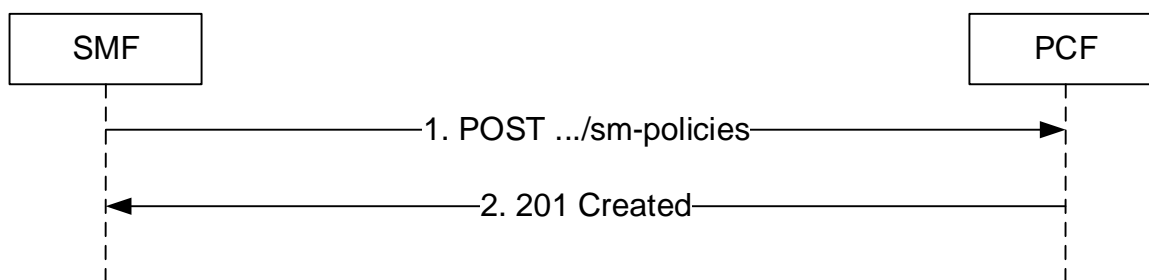 SMF
PCF
1. POST .../sm-policies
2. 201 Created